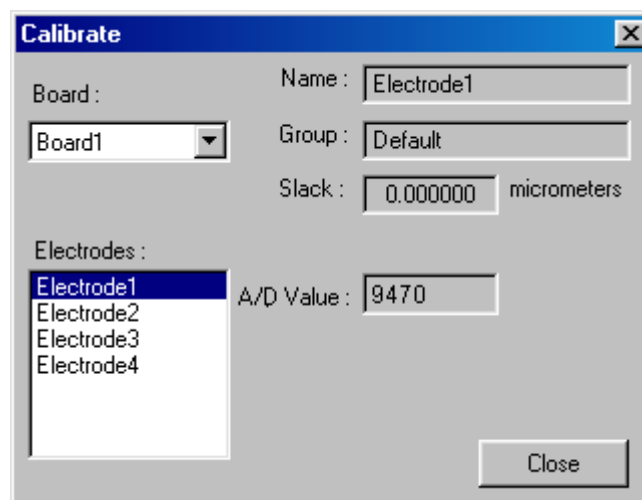 Calibrate
Board :
Board1
Name :
Electrode1
Group :
Default
Slack :
0.000000
micrometers
Electrodes :
Electrode1
Electrode2
Electrode3
Electrode4
A/D Value :
9470
Close